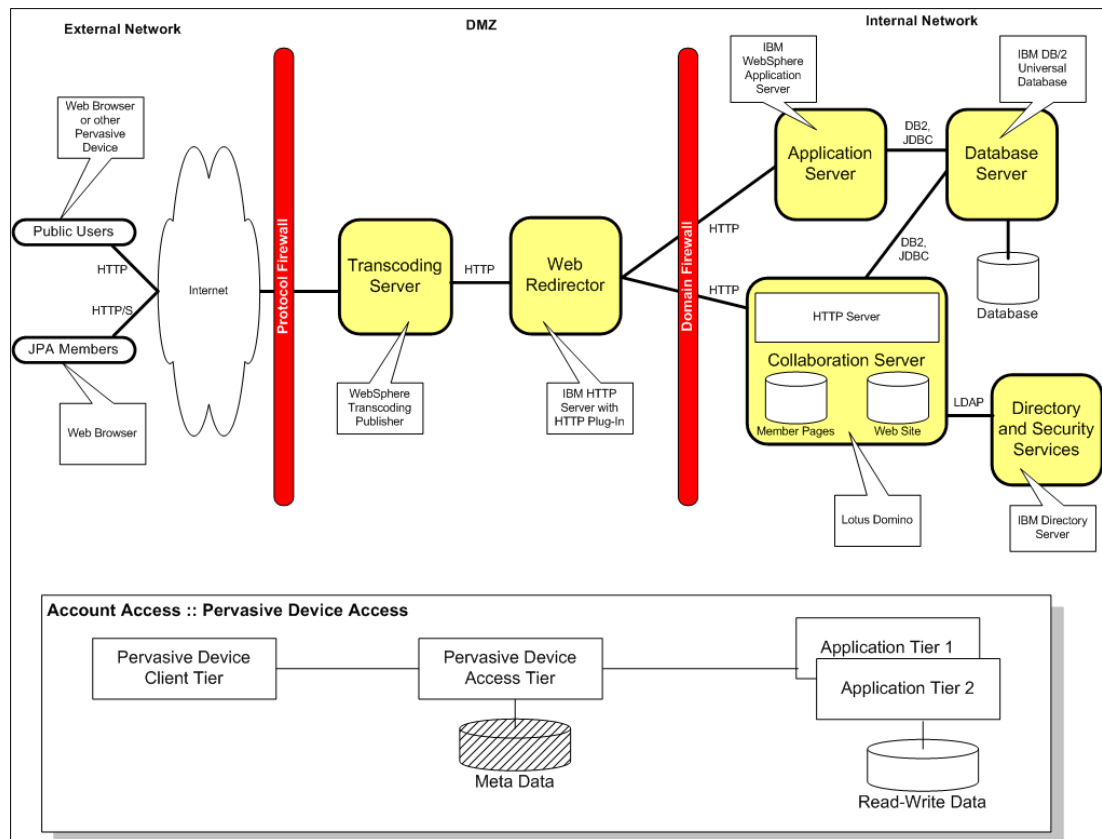 External Network
DMZ
Internal Network
Web Browser
or other
Pervasive
Device
Public Users
HTTP
HTTP/S
JPA Members
Web Browser
Internet
Protocol Firewall
Transcoding
Server
WebSphere
Transcoding
Publisher
HTTP
Web
Redirector
IBM HTTP
Server with
HTTP Plug-In
Domain Firewall
HTTP
HTTP
IBM
WebSphere
Application
Server
Application
Server
DB2,
JDBC
IBM DB/2
Universal
Database
Database
Server
DB2,
JDBC
Database
HTTP Server
Collaboration Server
Member Pages
Web Site
Lotus Domino
LDAP
Directory
and Security
Services
IBM Directory
Server
Account Access :: Pervasive Device Access
Pervasive Device
Client Tier
Pervasive Device
Access Tier
Meta Data
Application Tier 1
Application Tier 2
Read-Write Data